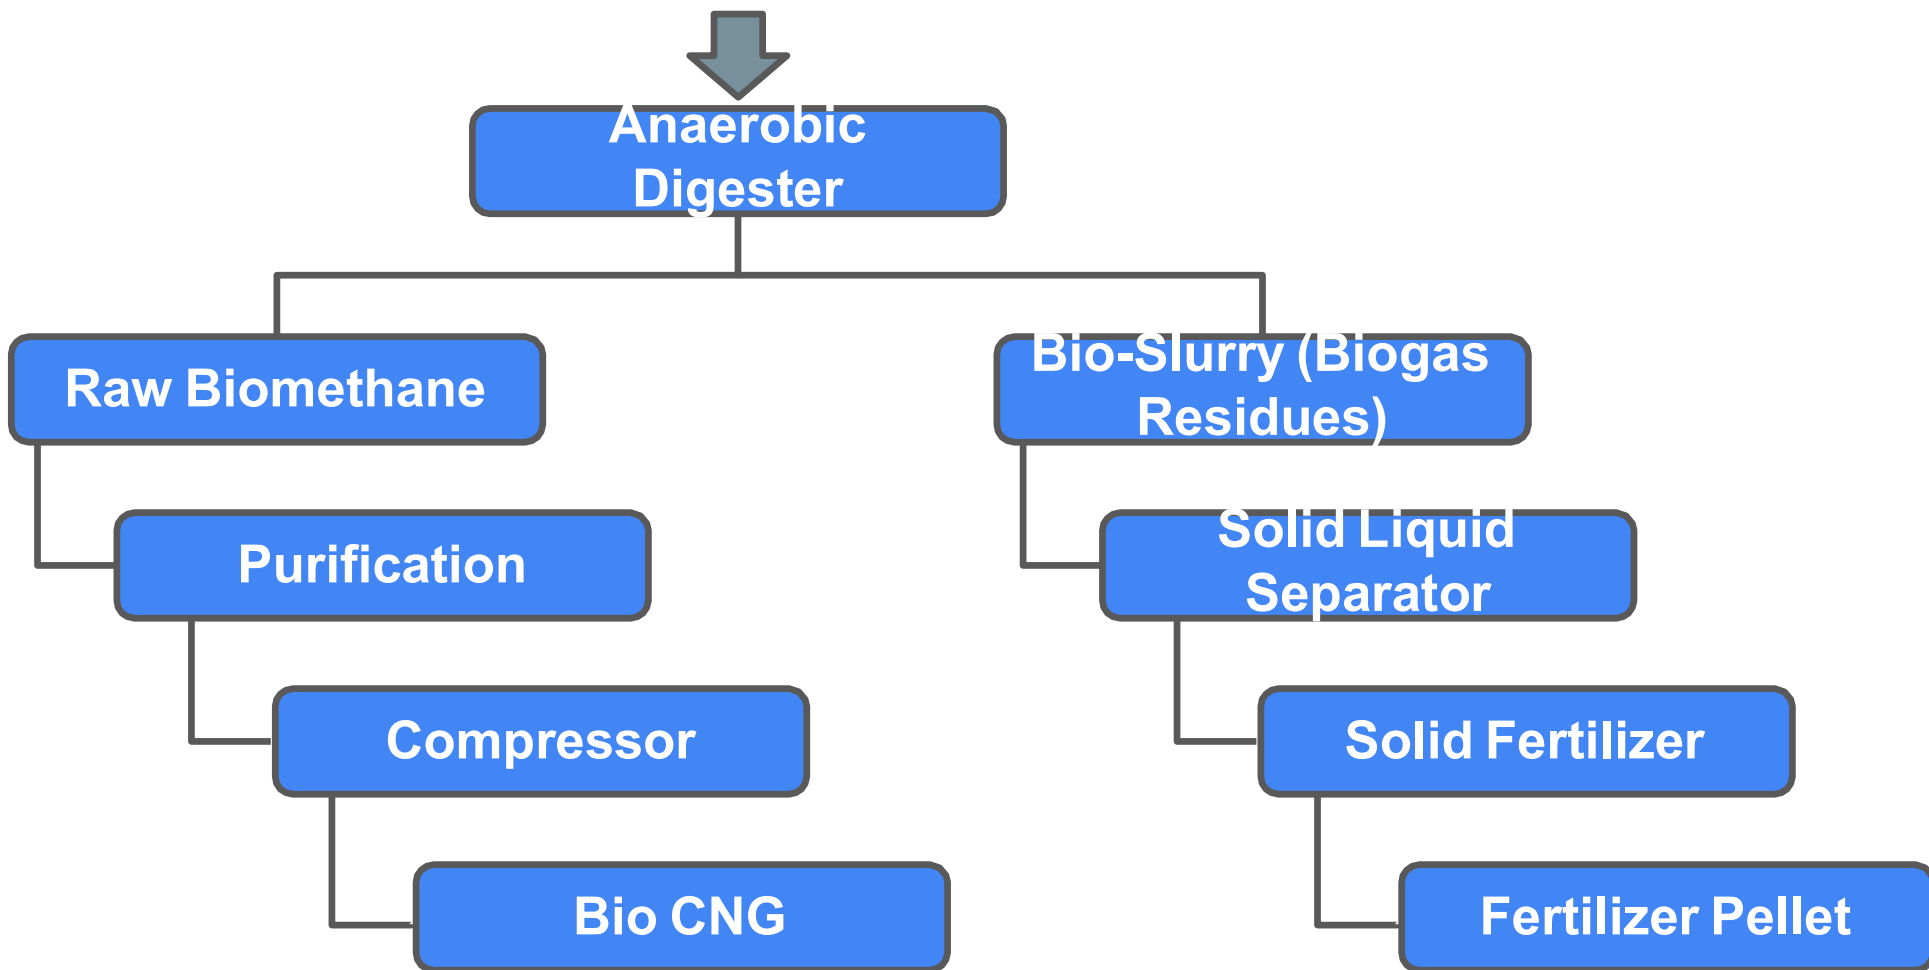 Anaerobic
Digester
Raw Biomethane
Bio-Slurry (Biogas
Residues)
Purification
Solid Liquid
Separator
Compressor
Solid Fertilizer
Bio CNG
Fertilizer Pellet